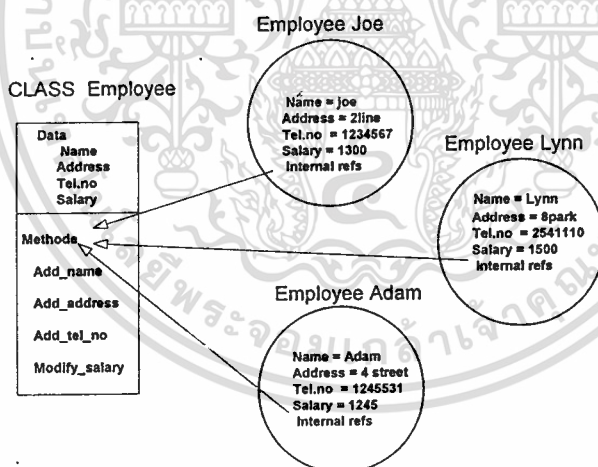 Employee Joe
CLASS Employee
Name = joe
Address = 2line
Tel.no = 1234567
Salary = 1300
Internal refs
Data
Name
Address
Tel.no
Salary
Employee Lynn
Name = Lynn
Address = 8park
Tel.no = 2541110
Salary = 1500
Internal refs
Methode
Add_name
Add_address
Add_tel_no
Modify_salary
Employee Adam
Name = Adam
Address = 4 street
Tel.no = 1245531
Salary = 1245
Internal refs